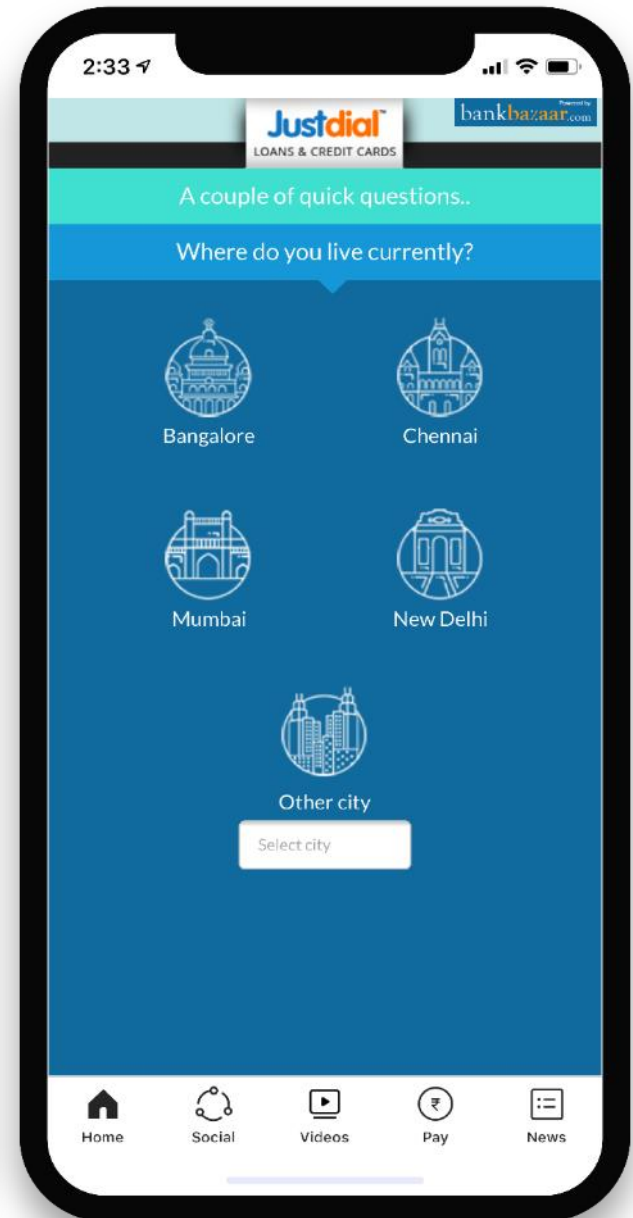 2:33
Powered by
bankbazaar.com
Justdial™
LOANS & CREDIT CARDS
A couple of quick questions..
Where do you live currently?
Bangalore
Chennai
Mumbai
New Delhi
Other city
Select city
₹
Home
Social
Videos
Pay
News